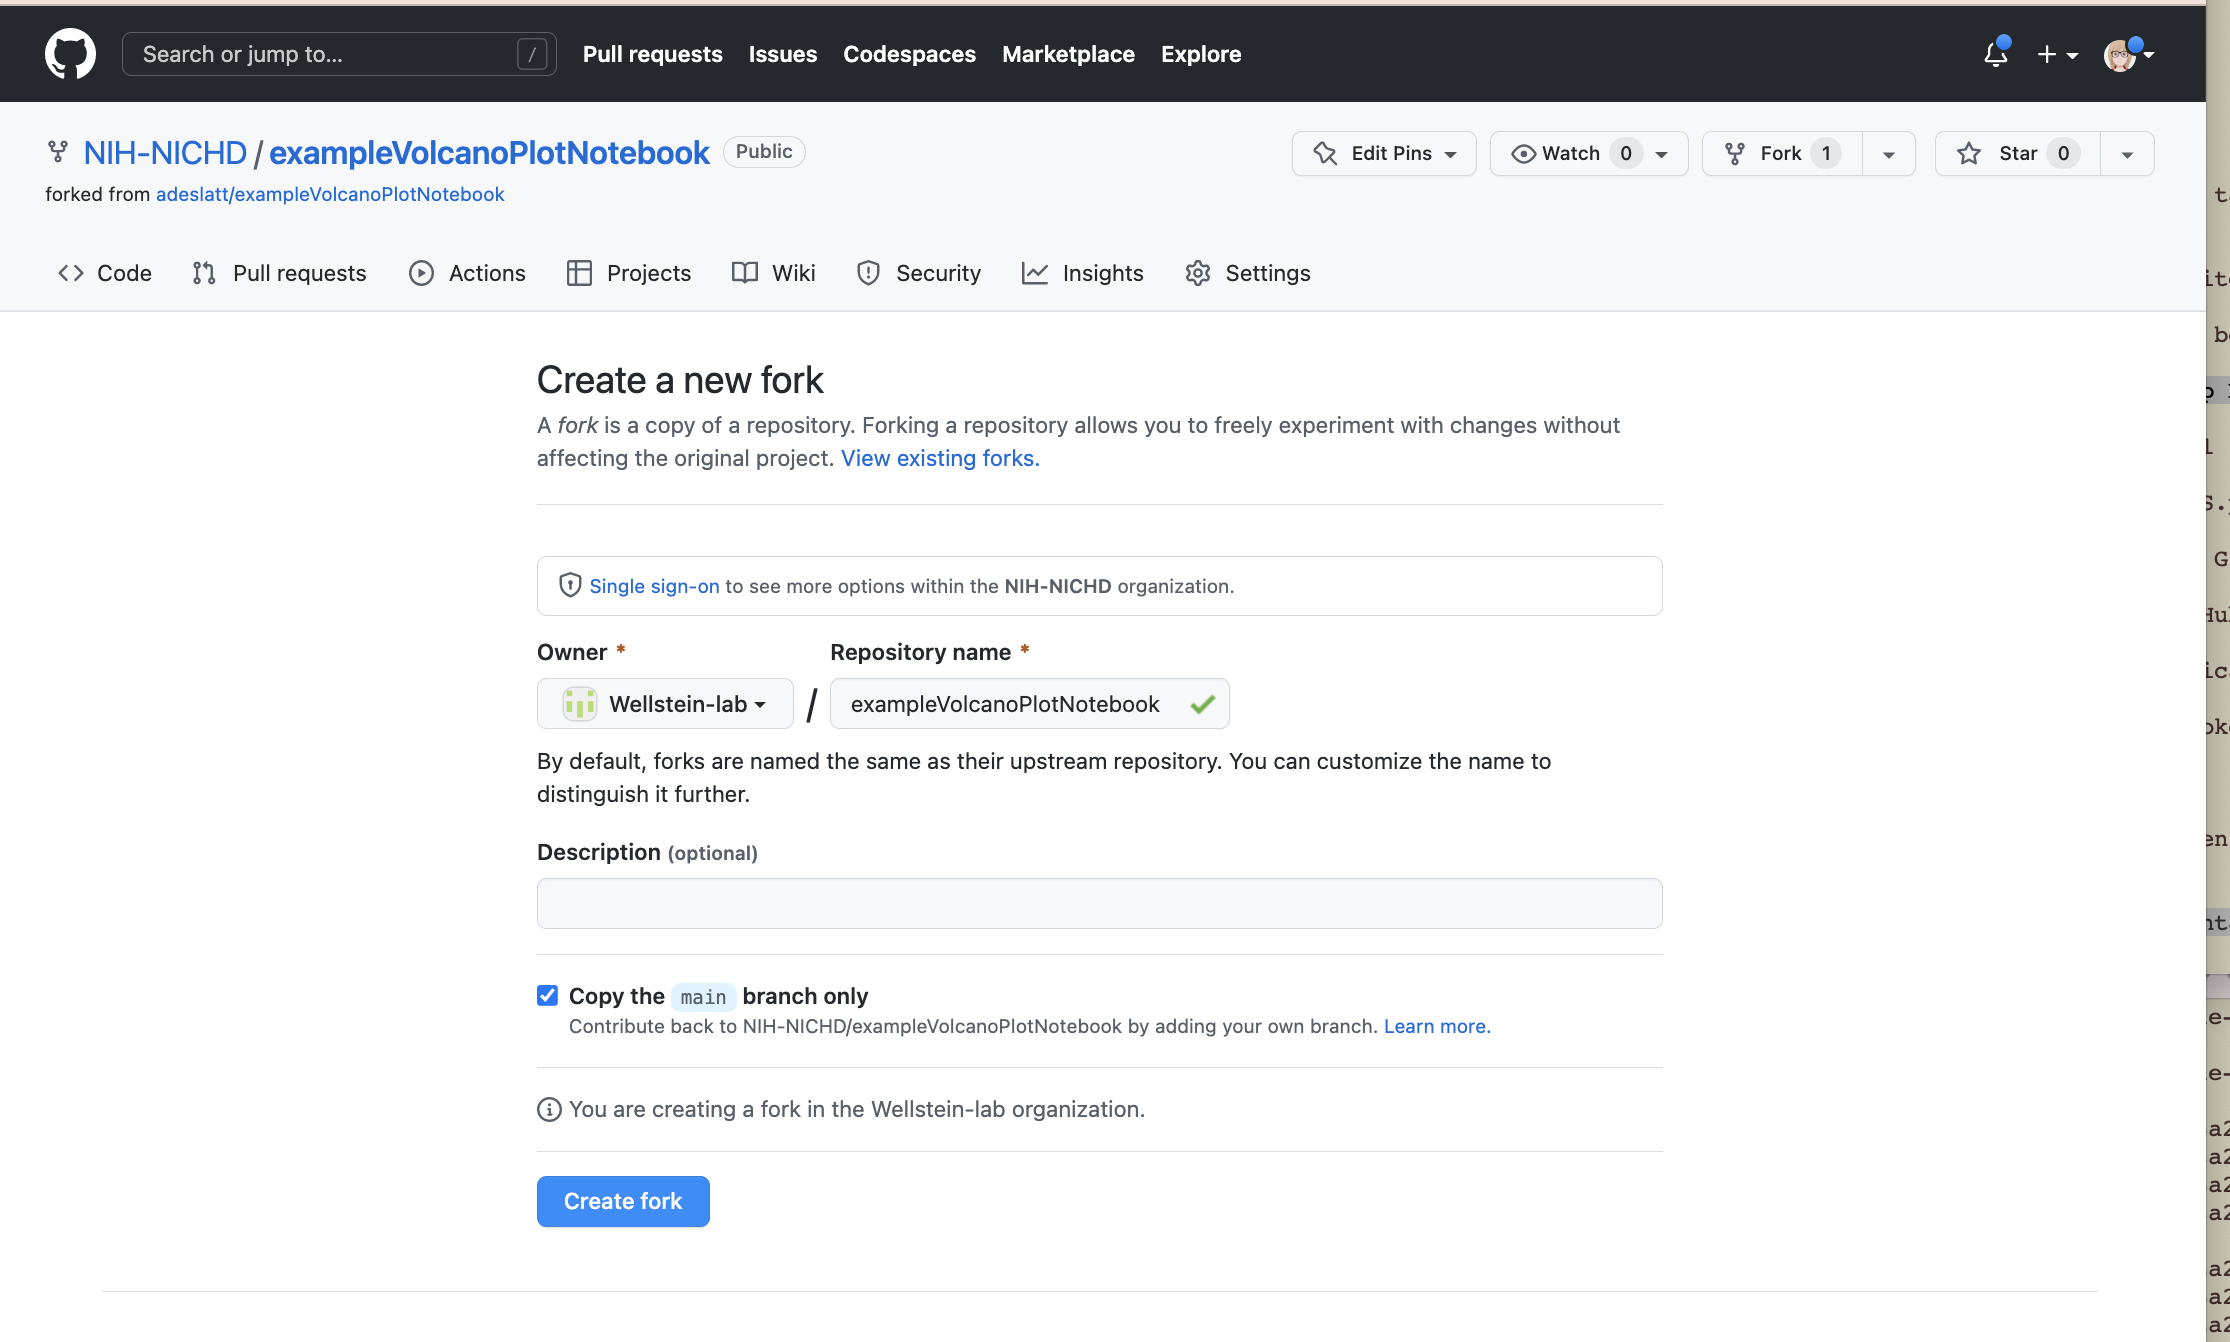 Search or jump to... / Pull requests Issues Codespaces Marketplace Explore
NIH-NICHD / exampleVolcanoPlotNotebook Public Edit Pins Watch 0 Fork 1 Star 0
forked from adeslatt/exampleVolcanoPlotNotebook
Code Pull requests Actions Projects Wiki Security Insights Settings
Create a new fork
A fork is a copy of a repository. Forking a repository allows you to freely experiment with changes without
affecting the original project. View existing forks.
Single sign-on to see more options within the NIH-NICHD organization.
Owner * Repository name *
Wellstein-lab / exampleVolcanoPlotNotebook
By default, forks are named the same as their upstream repository. You can customize the name to
distinguish it further.
Description (optional)
Copy the main branch only
Contribute back to NIH-NICHD/exampleVolcanoPlotNotebook by adding your own branch. Learn more.
You are creating a fork in the Wellstein-lab organization.
Create fork